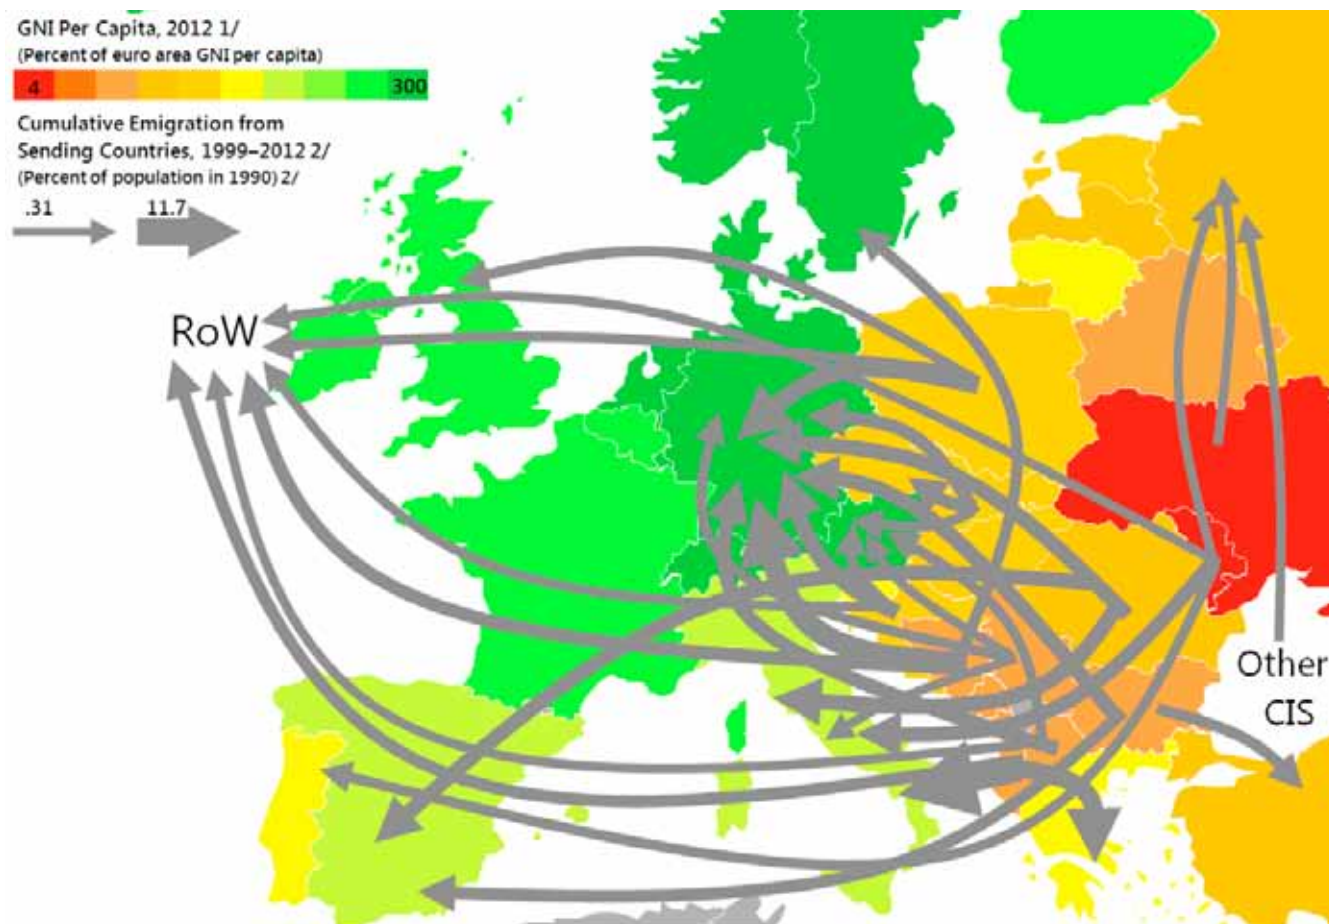 GNI Per Capita, 2012 1/
(Percent of euro area GNI per capita)
4 300
Cumulative Emigration from
Sending Countries, 1999–2012 2/
(Percent of population in 1990) 2/
.31 11.7
RoW
Other
CIS